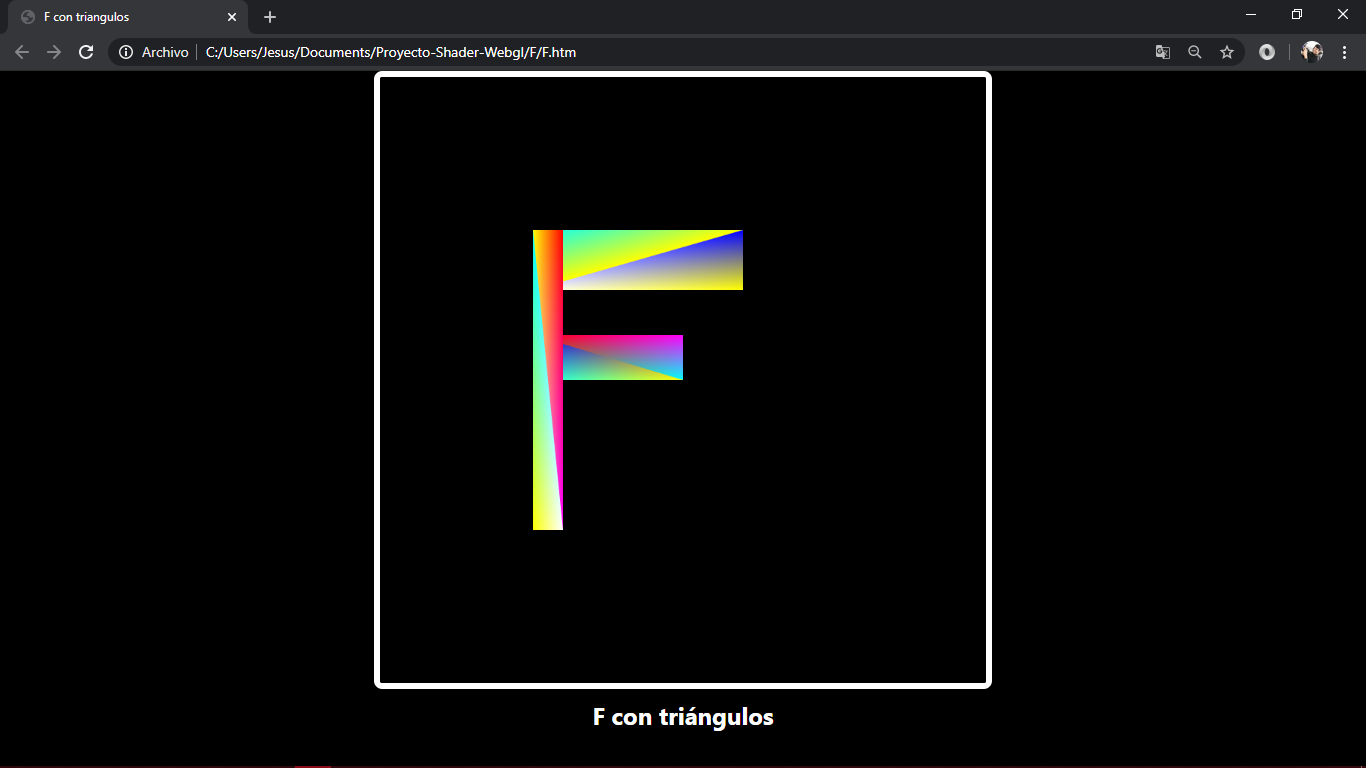 F con triangulos
Archivo C:/Users/Jesus/Documents/Proyecto-Shader-Webgl/F/F.htm
F
F con triángulos